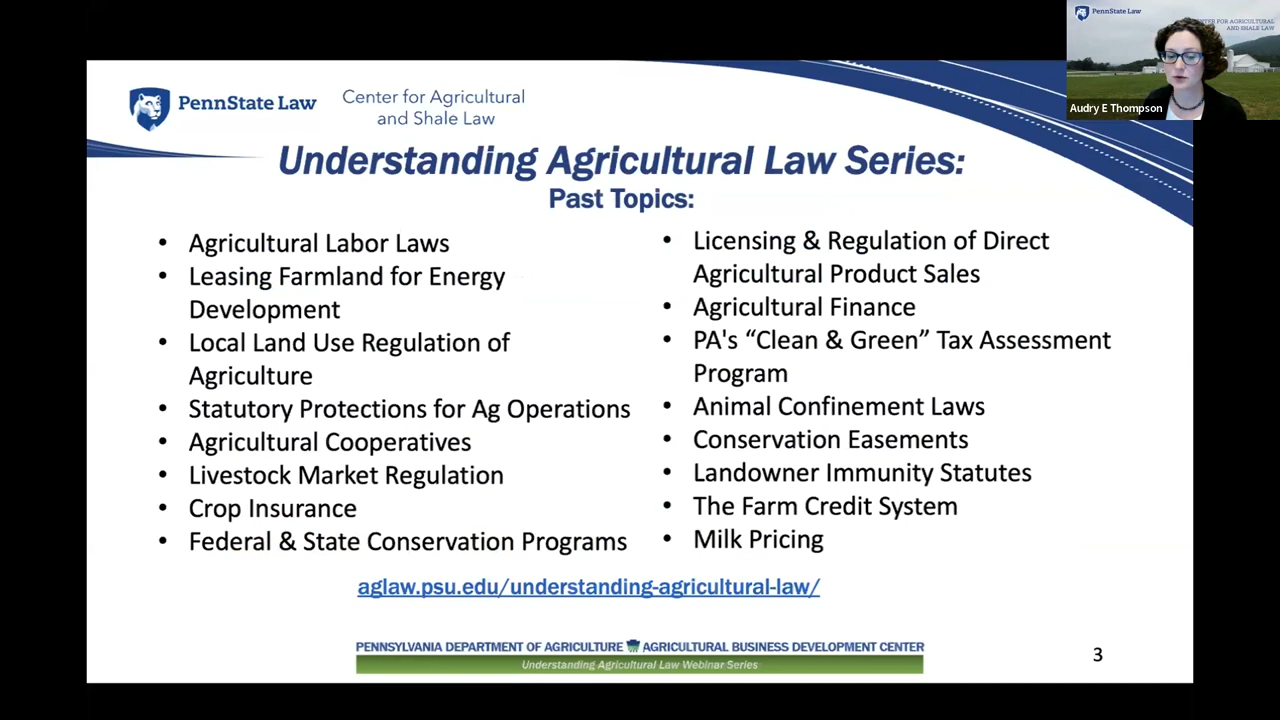 PennStateLaw
Center for Agricultural
and Shale Law
Understanding Agricultural Law Series:
Past Topics:
• Agricultural Labor Laws
• Leasing Farmland for Energy
Development
• Local Land Use Regulation of
Agriculture
• Statutory Protections for Ag Operations
• Agricultural Cooperatives
• Livestock Market Regulation
• Crop Insurance
• Federal & State Conservation Programs
• Licensing & Regulation of Direct
Agricultural Product Sales
• Agricultural Finance
• PA's “Clean & Green” Tax Assessment
Program
• Animal Confinement Laws
• Conservation Easements
• Landowner Immunity Statutes
• The Farm Credit System
• Milk Pricing
aglaw.psu.edu/understanding-agricultural-law/
PENNSYLVANIA DEPARTMENT OF AGRICULTURE AGRICULTURAL BUSINESS DEVELOPMENT CENTER
Understanding Agricultural Law Webinar Series
3
PennState Law
FOR AGRICULTURAL
AND SHALE LAW
Audry E Thompson